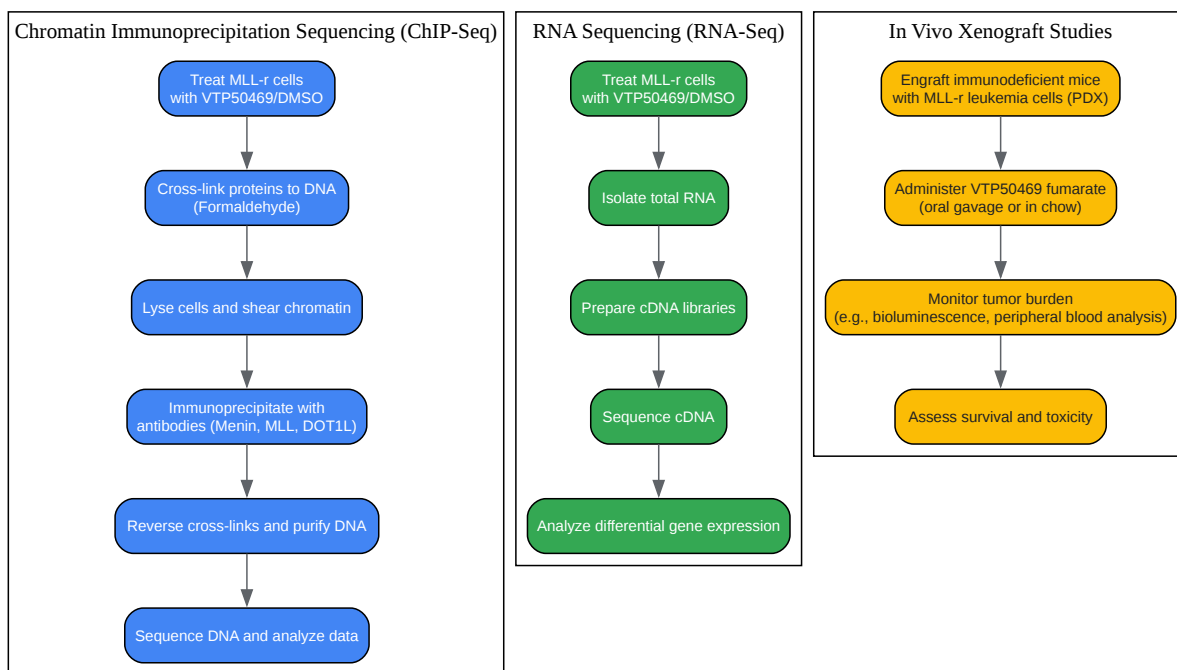 Chromatin Immunoprecipitation Sequencing (ChIP-Seq)
Treat MLL-r cells
with VTP50469/DMSO
Cross-link proteins to DNA
(Formaldehyde)
Lyse cells and shear chromatin
Immunoprecipitate with
antibodies (Menin, MLL, DOT1L)
Reverse cross-links and purify DNA
Sequence DNA and analyze data
RNA Sequencing (RNA-Seq)
Treat MLL-r cells
with VTP50469/DMSO
Isolate total RNA
Prepare cDNA libraries
Sequence cDNA
Analyze differential gene expression
In Vivo Xenograft Studies
Engraft immunodeficient mice
with MLL-r leukemia cells (PDX)
Administer VTP50469 fumarate
(oral gavage or in chow)
Monitor tumor burden
(e.g., bioluminescence, peripheral blood analysis)
Assess survival and toxicity